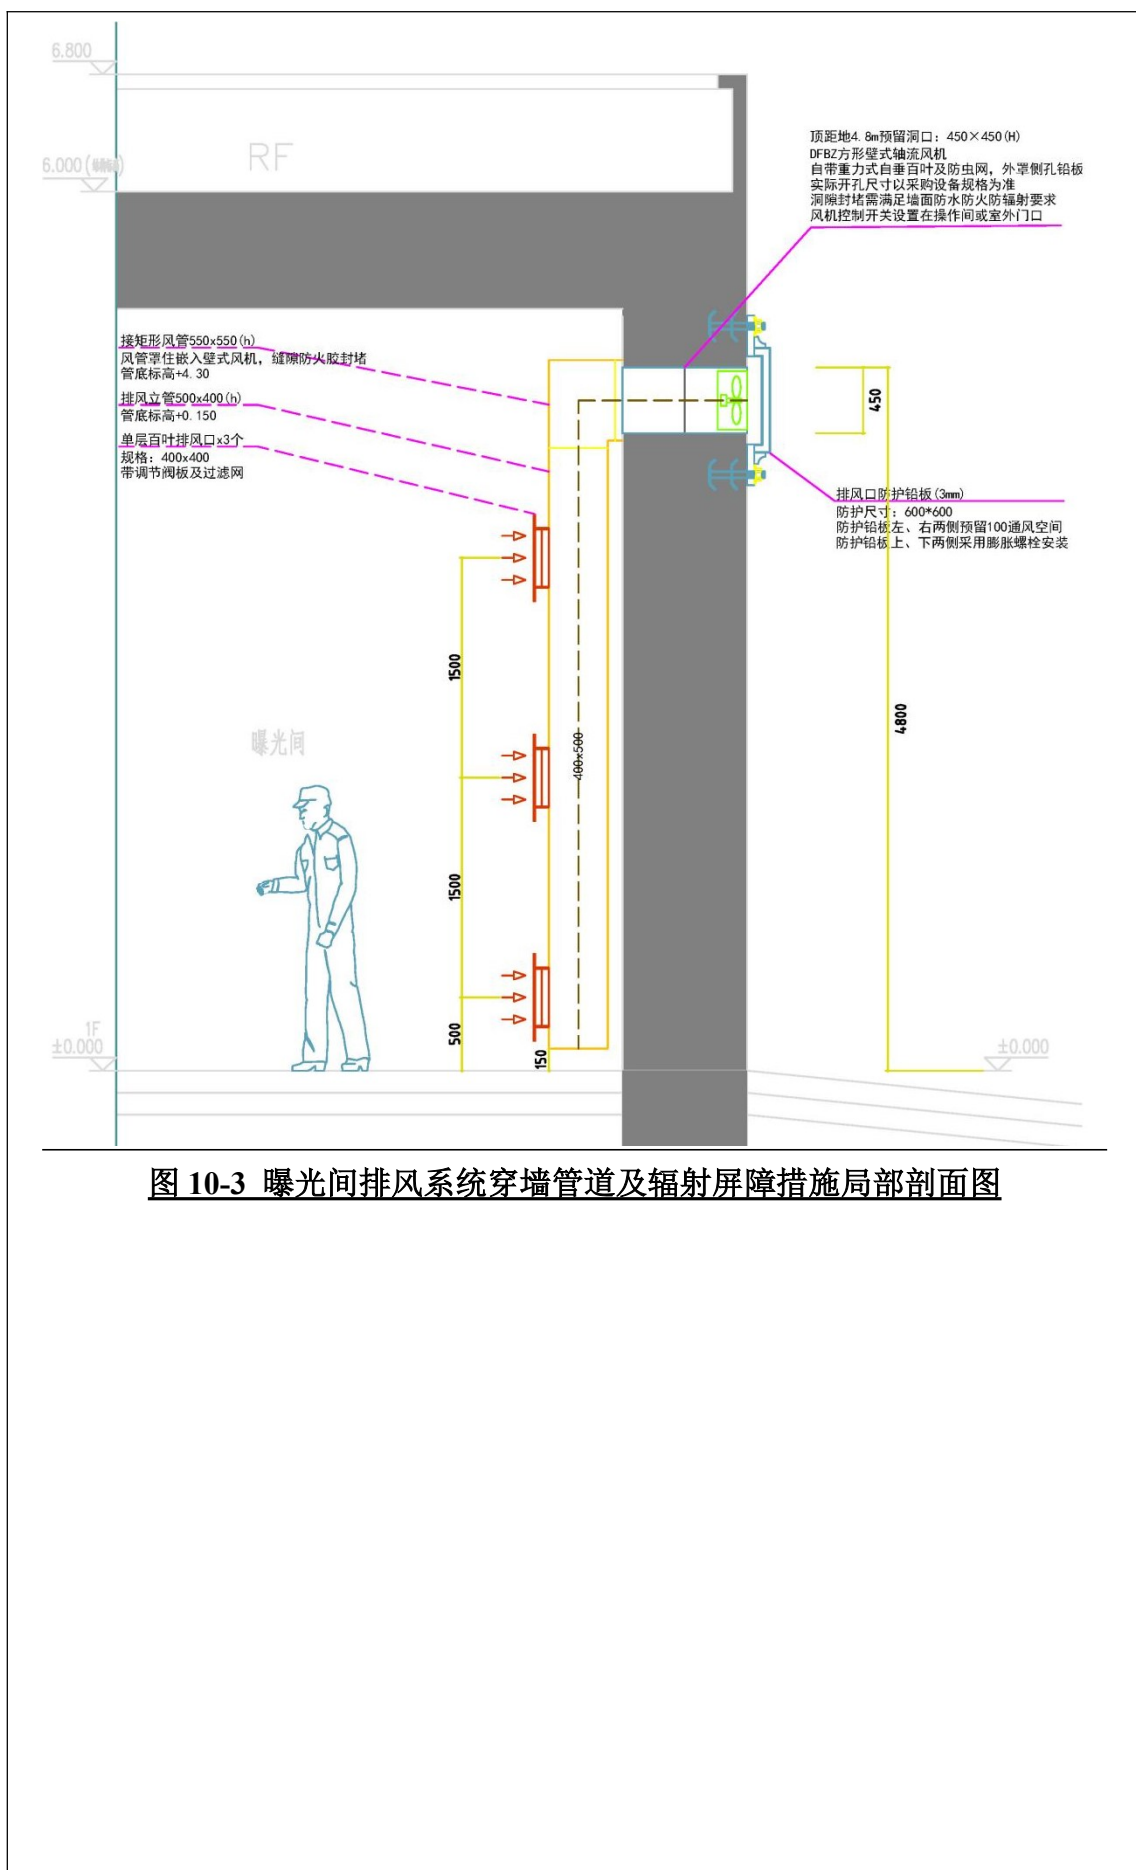 6.800
RF
6.000(
顶距地4.8m预留洞口：450×450(H)
DFBZ方形壁式轴流风机
自带重力式自垂百叶及防虫网，外罩侧孔铅板
实际开孔尺寸以采购设备规格为准
洞隙封堵需满足墙面防水防火防辐射要求
风机控制开关设置在操作间或室外门口
接矩形风管550x550(h)
风管罩住嵌入壁式风机，缝隙防火胶封堵
管底标高+4.30
排风立管500x400(h)
管底标高+0.150
单层百叶排风口x3个
规格：400x400
带调节阀板及过滤网
450
排风口防护铅板(3mm)
防护尺寸：600*600
防护铅板左、右两侧预留100通风空间
防护铅板上、下两侧采用膨胀螺栓安装
1500
4800
曝光间
400x500
1500
500
150
1F
±0.000
±0.000
图 10-3 曝光间排风系统穿墙管道及辐射屏障措施局部剖面图